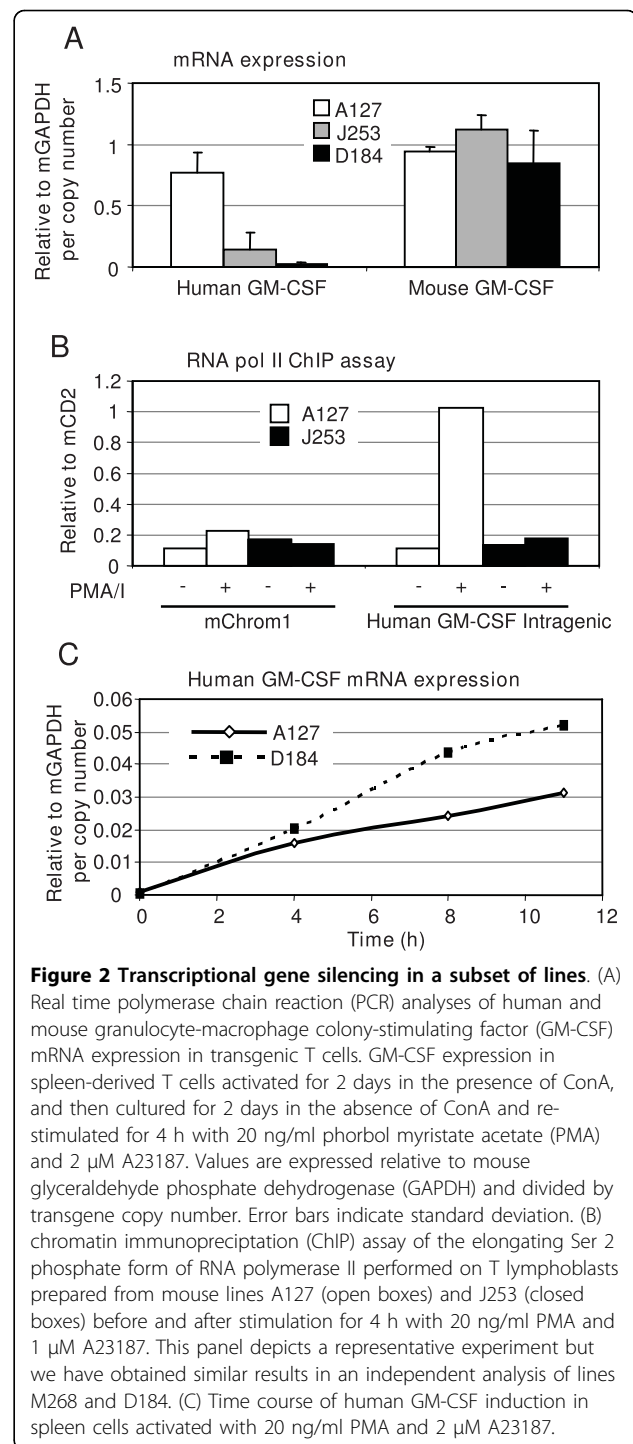 A
mRNA expression
Relative to mGAPDH
per copy number
1.5
1
0.5
0
A127
J253
D184
Human GM-CSF
Mouse GM-CSF
B
RNA pol II ChIP assay
Relative to mCD2
1.2
1
0.8
0.6
0.4
0.2
0
A127
J253
PMA/I
- + - + - + - +
mChrom1
Human GM-CSF Intragenic
C
Human GM-CSF mRNA expression
Relative to mGAPDH
per copy number
0.06
0.05
0.04
0.03
0.02
0.01
0
A127
D184
0 2 4 6 8 10 12
Time (h)
Figure 2 Transcriptional gene silencing in a subset of lines. (A)
Real time polymerase chain reaction (PCR) analyses of human and
mouse granulocyte-macrophage colony-stimulating factor (GM-CSF)
mRNA expression in transgenic T cells. GM-CSF expression in
spleen-derived T cells activated for 2 days in the presence of ConA,
and then cultured for 2 days in the absence of ConA and re-
stimulated for 4 h with 20 ng/ml phorbol myristate acetate (PMA)
and 2 μM A23187. Values are expressed relative to mouse
glyceraldehyde phosphate dehydrogenase (GAPDH) and divided by
transgene copy number. Error bars indicate standard deviation. (B)
chromatin immunopreciptation (ChIP) assay of the elongating Ser 2
phosphate form of RNA polymerase II performed on T lymphoblasts
prepared from mouse lines A127 (open boxes) and J253 (closed
boxes) before and after stimulation for 4 h with 20 ng/ml PMA and
1 μM A23187. This panel depicts a representative experiment but
we have obtained similar results in an independent analysis of lines
M268 and D184. (C) Time course of human GM-CSF induction in
spleen cells activated with 20 ng/ml PMA and 2 μM A23187.